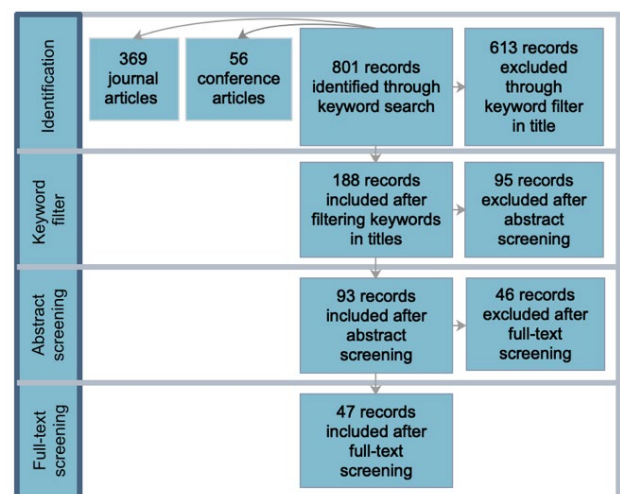 Identification
369
journal
articles
56
conference
articles
801 records
identified through
keyword search
613 records
excluded
through
keyword filter
in title
Keyword
filter
188 records
included after
filtering keywords
in titles
95 records
excluded after
abstract
screening
Abstract
screening
93 records
included after
abstract
screening
46 records
excluded after
full-text
screening
Full-text
screening
47 records
included after
full-text
screening